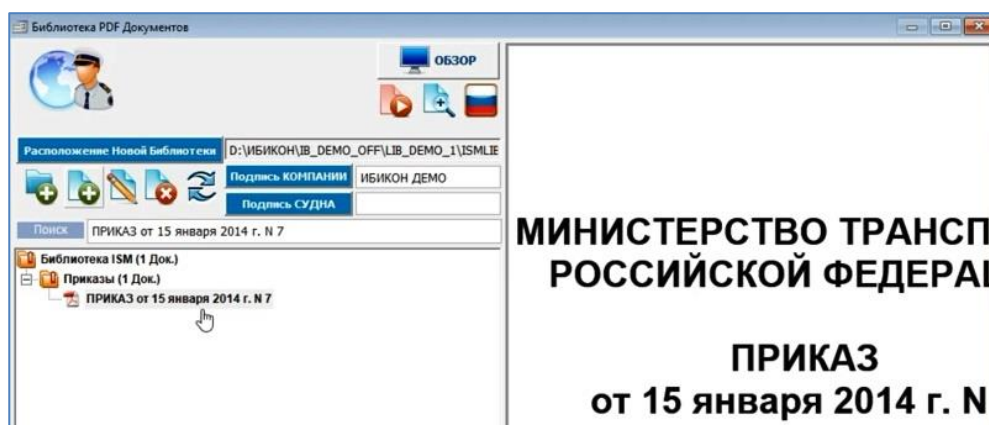 Библиотека PDF Документов
ОБЗОР
Расположение Новой Библиотеки
D:\ИБИКОН\IB_DEMO_OFF\LIB_DEMO_1\ISMLIE
Подпись КОМПАНИИ
ИБИКОН ДЕМО
Подпись СУДНА
Поиск
ПРИКАЗ от 15 января 2014 г. N 7
Библиотека ISM (1 Док.)
Приказы (1 Док.)
ПРИКАЗ от 15 января 2014 г. N 7
МИНИСТЕРСТВО ТРАНСП
РОССИЙСКОЙ ФЕДЕРА
ПРИКАЗ
от 15 января 2014 г. N